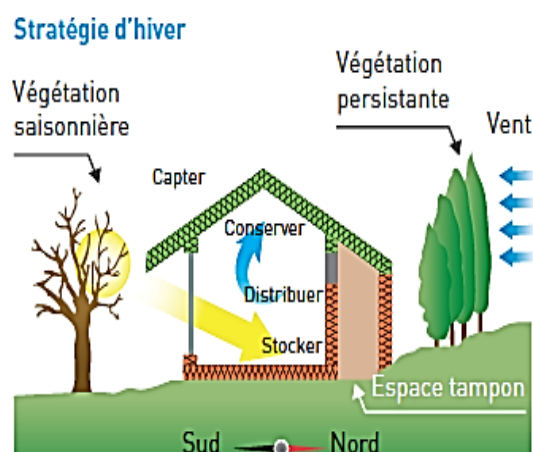 Stratégie d'hiver
Végétation
saisonnière
Végétation
persistante
Vent
Capter
Conserver
Distribuer
Stocker
Espace tampon
Sud
Nord